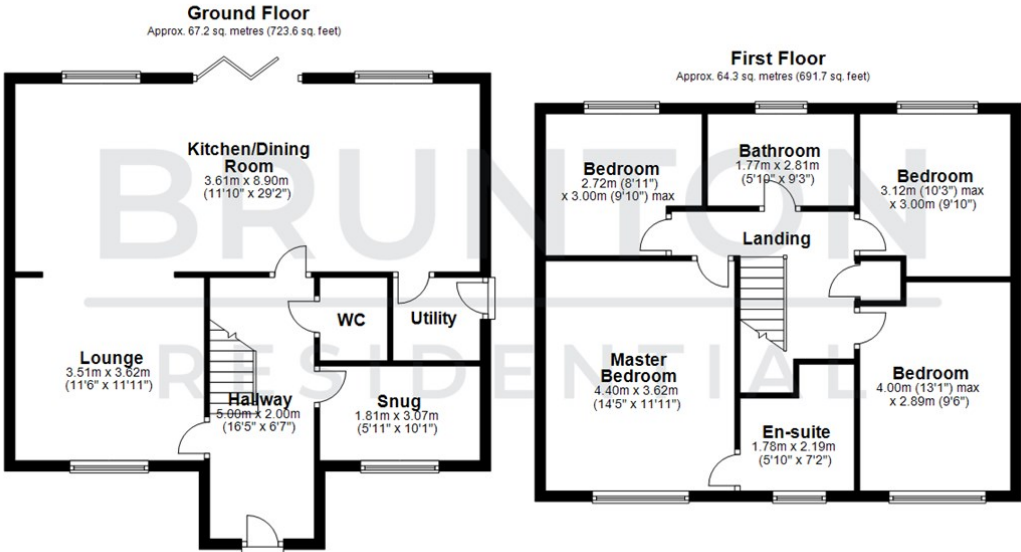 Ground Floor
Approx. 67.2 sq. metres (723.6 sq. feet)
Kitchen/Dining
Room
3.61m x 8.90m
(11'10" x 29'2")
WC
Utility
Lounge
3.51m x 3.62m
(11'6" x 11'11")
Hallway
5.00m x 2.00m
(16'5" x 6'7")
Snug
1.81m x 3.07m
(5'11" x 10'1")
First Floor
Approx. 64.3 sq. metres (691.7 sq. feet)
Bedroom
2.72m (8'11")
x 3.00m (9'10") max
Bathroom
1.77m x 2.81m
(5'10" x 9'3")
Bedroom
3.12m (10'3") max
x 3.00m (9'10")
Landing
Master
Bedroom
4.40m x 3.62m
(14'5" x 11'11")
En-suite
1.78m x 2.19m
(5'10" x 7'2")
Bedroom
4.00m (13'1") max
x 2.89m (9'6")
BRUNTON
RESIDENTIAL